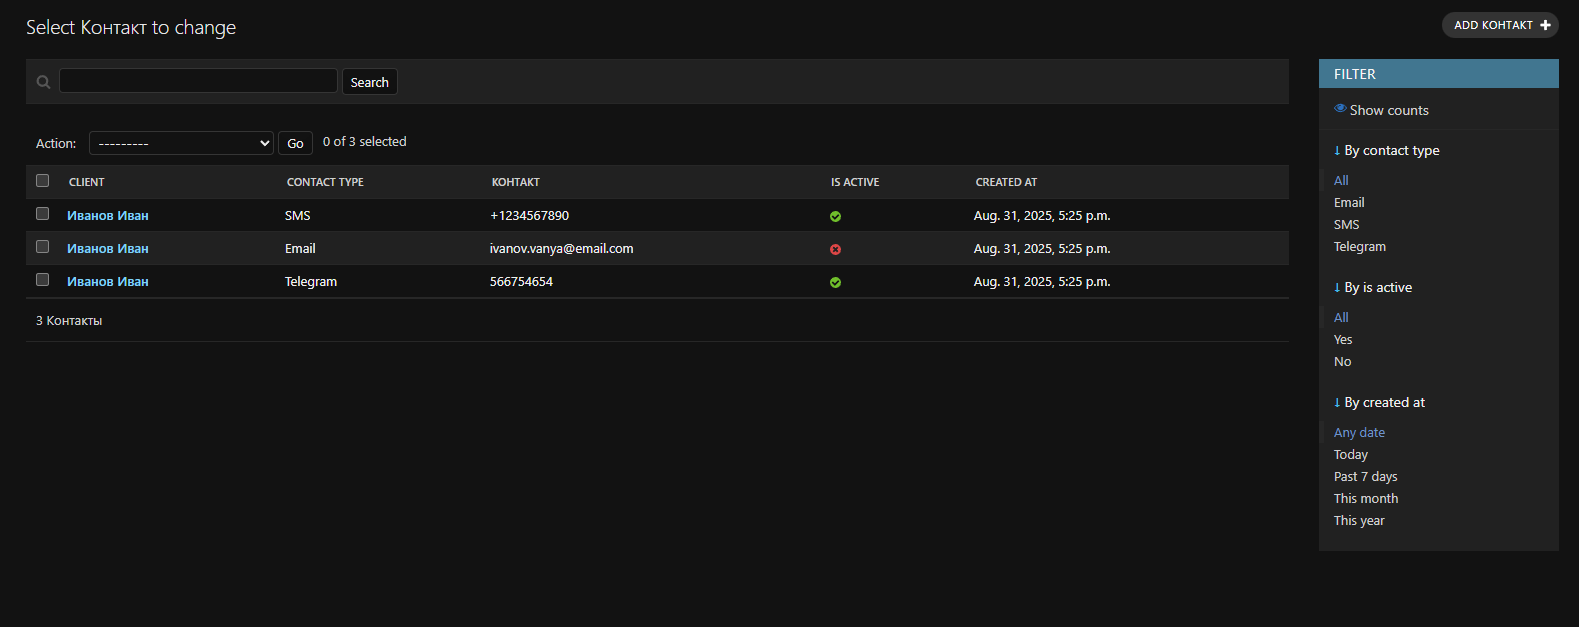 Select Контакт to change
ADD КОНТАКТ
Search
Action: --------- Go 0 of 3 selected
CLIENT CONTACT TYPE КОНТАКТ IS ACTIVE CREATED AT
Иванов Иван SMS +1234567890 Aug. 31, 2025, 5:25 p.m.
Иванов Иван Email ivanov.vanya@email.com Aug. 31, 2025, 5:25 p.m.
Иванов Иван Telegram 566754654 Aug. 31, 2025, 5:25 p.m.
3 Контакты
FILTER
Show counts
↓ By contact type
All
Email
SMS
Telegram
↓ By is active
All
Yes
No
↓ By created at
Any date
Today
Past 7 days
This month
This year